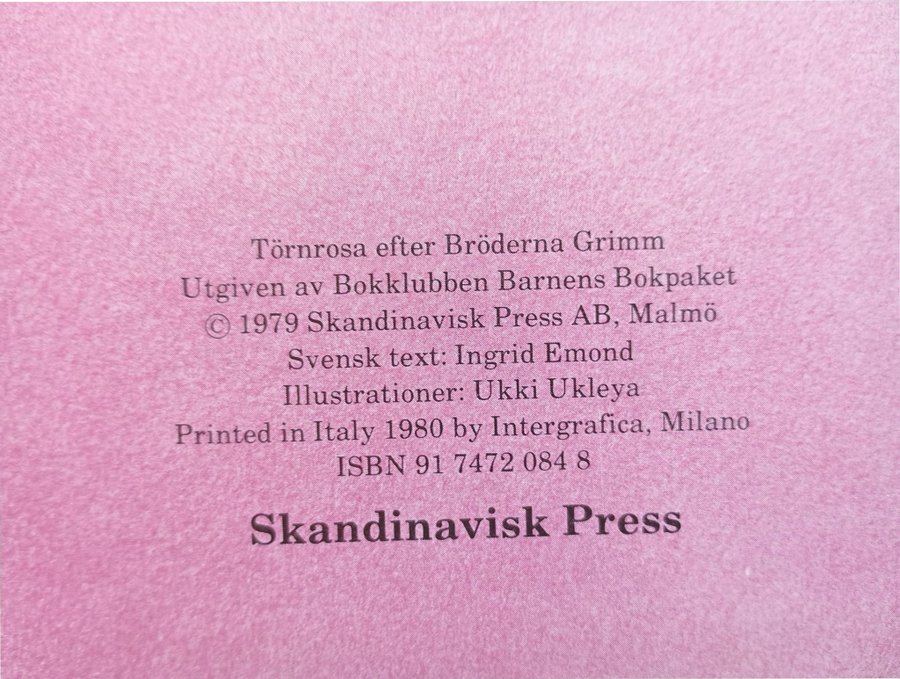 Törnrosa efter Bröderna Grimm
Utgiven av Bokklubben Barnens Bokpaket
© 1979 Skandinavisk Press AB, Malmö
Svensk text: Ingrid Emond
Illustrationer: Ukki Ukleya
Printed in Italy 1980 by Intergrafica, Milano
ISBN 91 7472 084 8
Skandinavisk Press